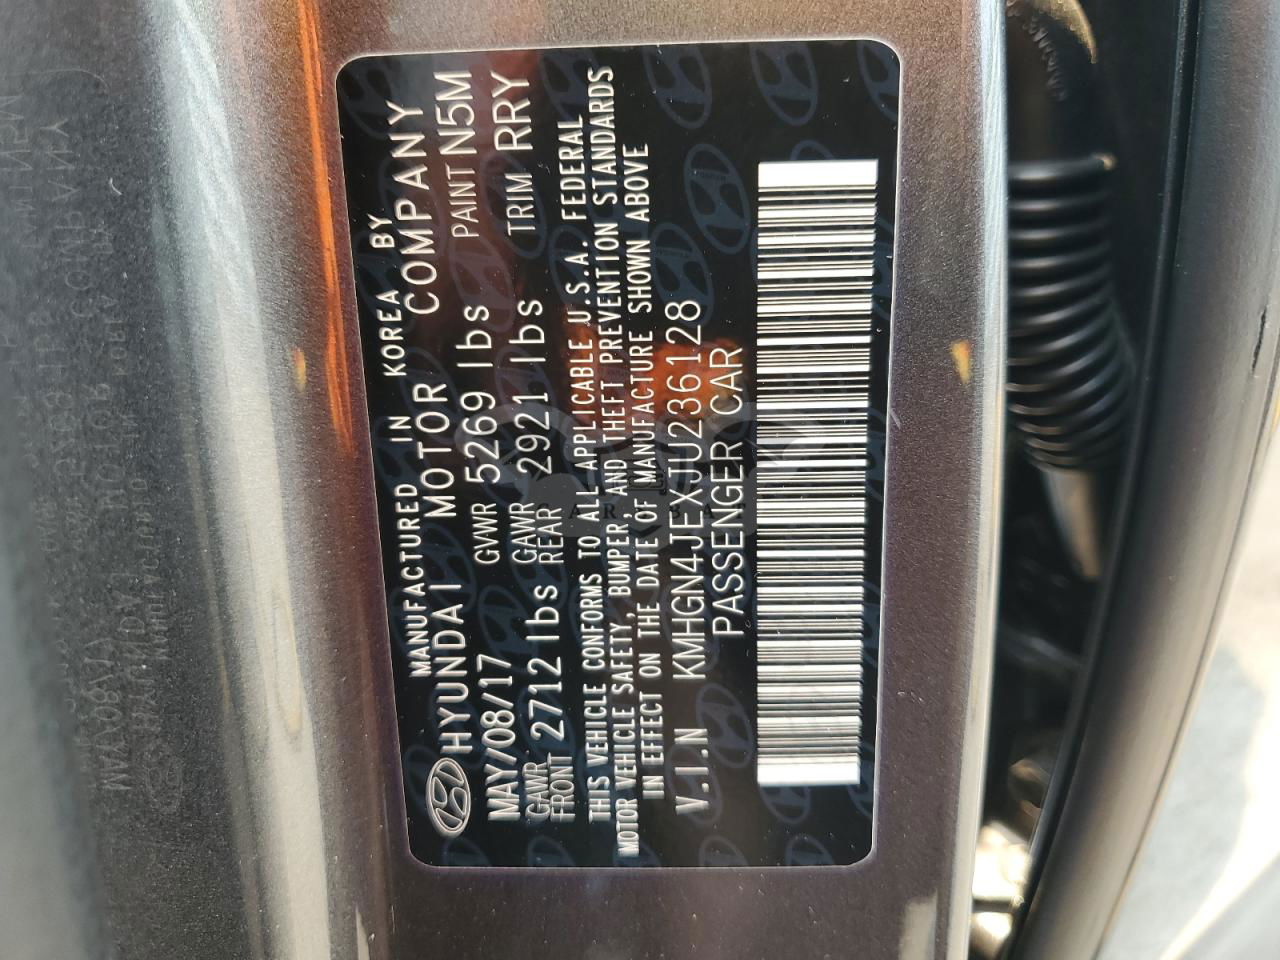 MANUFACTURED IN KOREA BY
HYUNDAI MOTOR COMPANY
MAY/08/17 GVWR 5269 lbs PAINT N5M
GAWR FRONT 2712 lbs GAWR REAR 2921 lbs TRIM RRY
THIS VEHICLE CONFORMS TO ALL APPLICABLE U.S.A. FEDERAL
MOTOR VEHICLE SAFETY, BUMPER, AND THEFT PREVENTION STANDARDS
IN EFFECT ON THE DATE OF MANUFACTURE SHOWN ABOVE
V.I.N KMHGN4JEXJU236128
PASSENGER CAR